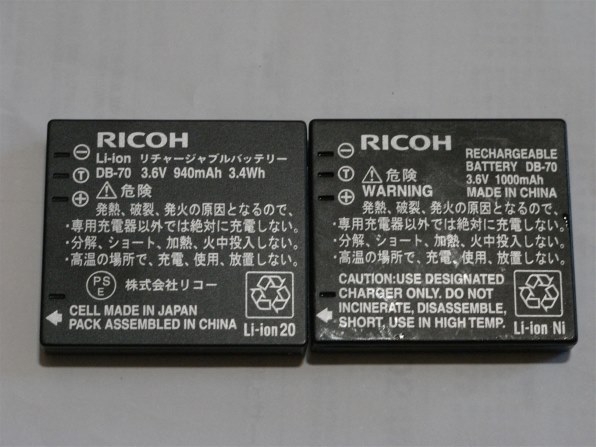 RICOH
Li-ion リチャージャブルバッテリー
DB-70 3.6V 940mAh 3.4Wh
⊖
Ⓣ
⊕
⚠危険
発熱、破裂、発火の原因となるので、
・専用充電器以外では絶対に充電しない。
・分解、ショート、加熱、火中投入しない。
・高温の場所で、充電、使用、放置しない。
PS
E
株式会社リコー
CELL MADE IN JAPAN
PACK ASSEMBLED IN CHINA
Li-ion 20
RICOH
RECHARGEABLE
BATTERY DB-70
3.6V 1000mAh
MADE IN CHINA
⊖
Ⓣ
⊕
⚠危険
WARNING
発熱、破裂、発火の原因となるので、
・専用充電器以外では絶対に充電しない。
・分解、ショート、加熱、火中投入しない。
・高温の場所で、充電、使用、放置しない。
CAUTION:USE DESIGNATED
CHARGER ONLY. DO NOT
INCINERATE, DISASSEMBLE,
SHORT, USE IN HIGH TEMP.
Li-ion Ni